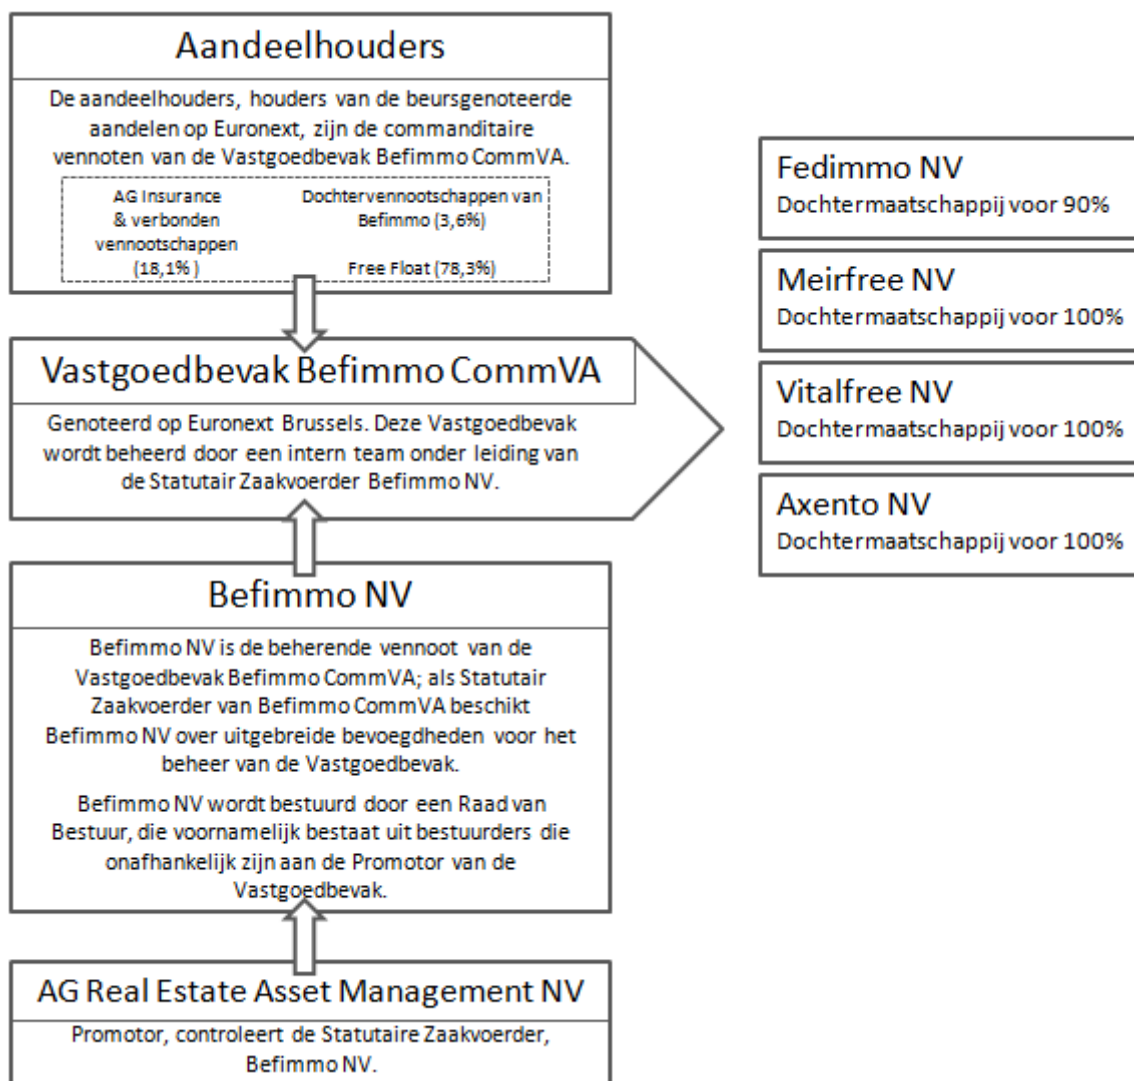 Aandeelhouders
De aandeelhouders, houders van de beursgenoteerde
aandelen op Euronext, zijn de commanditaire
vennoten van de Vastgoedbevak Befimmo CommVA.
AG Insurance
& verbonden
vennootschappen
(18,1% )
Dochtervennootschappen van
Befimmo (3,6%)
Free Float (78,3%)
Vastgoedbevak Befimmo CommVA
Genoteerd op Euronext Brussels. Deze Vastgoedbevak
wordt beheerd door een intern team onder leiding van
de Statutair Zaakvoerder Befimmo NV.
Befimmo NV
Befimmo NV is de beherende vennoot van de
Vastgoedbevak Befimmo CommVA; als Statutair
Zaakvoerder van Befimmo CommVA beschikt
Befimmo NV over uitgebreide bevoegdheden voor het
beheer van de Vastgoedbevak.
Befimmo NV wordt bestuurd door een Raad van
Bestuur, die voornamelijk bestaat uit bestuurders die
onafhankelijk zijn aan de Promotor van de
Vastgoedbevak.
AG Real Estate Asset Management NV
Promotor, controleert de Statutaire Zaakvoerder,
Befimmo NV.
Fedimmo NV
Dochtermaatschappij voor 90%
Meirfree NV
Dochtermaatschappij voor 100%
Vitalfree NV
Dochtermaatschappij voor 100%
Axento NV
Dochtermaatschappij voor 100%